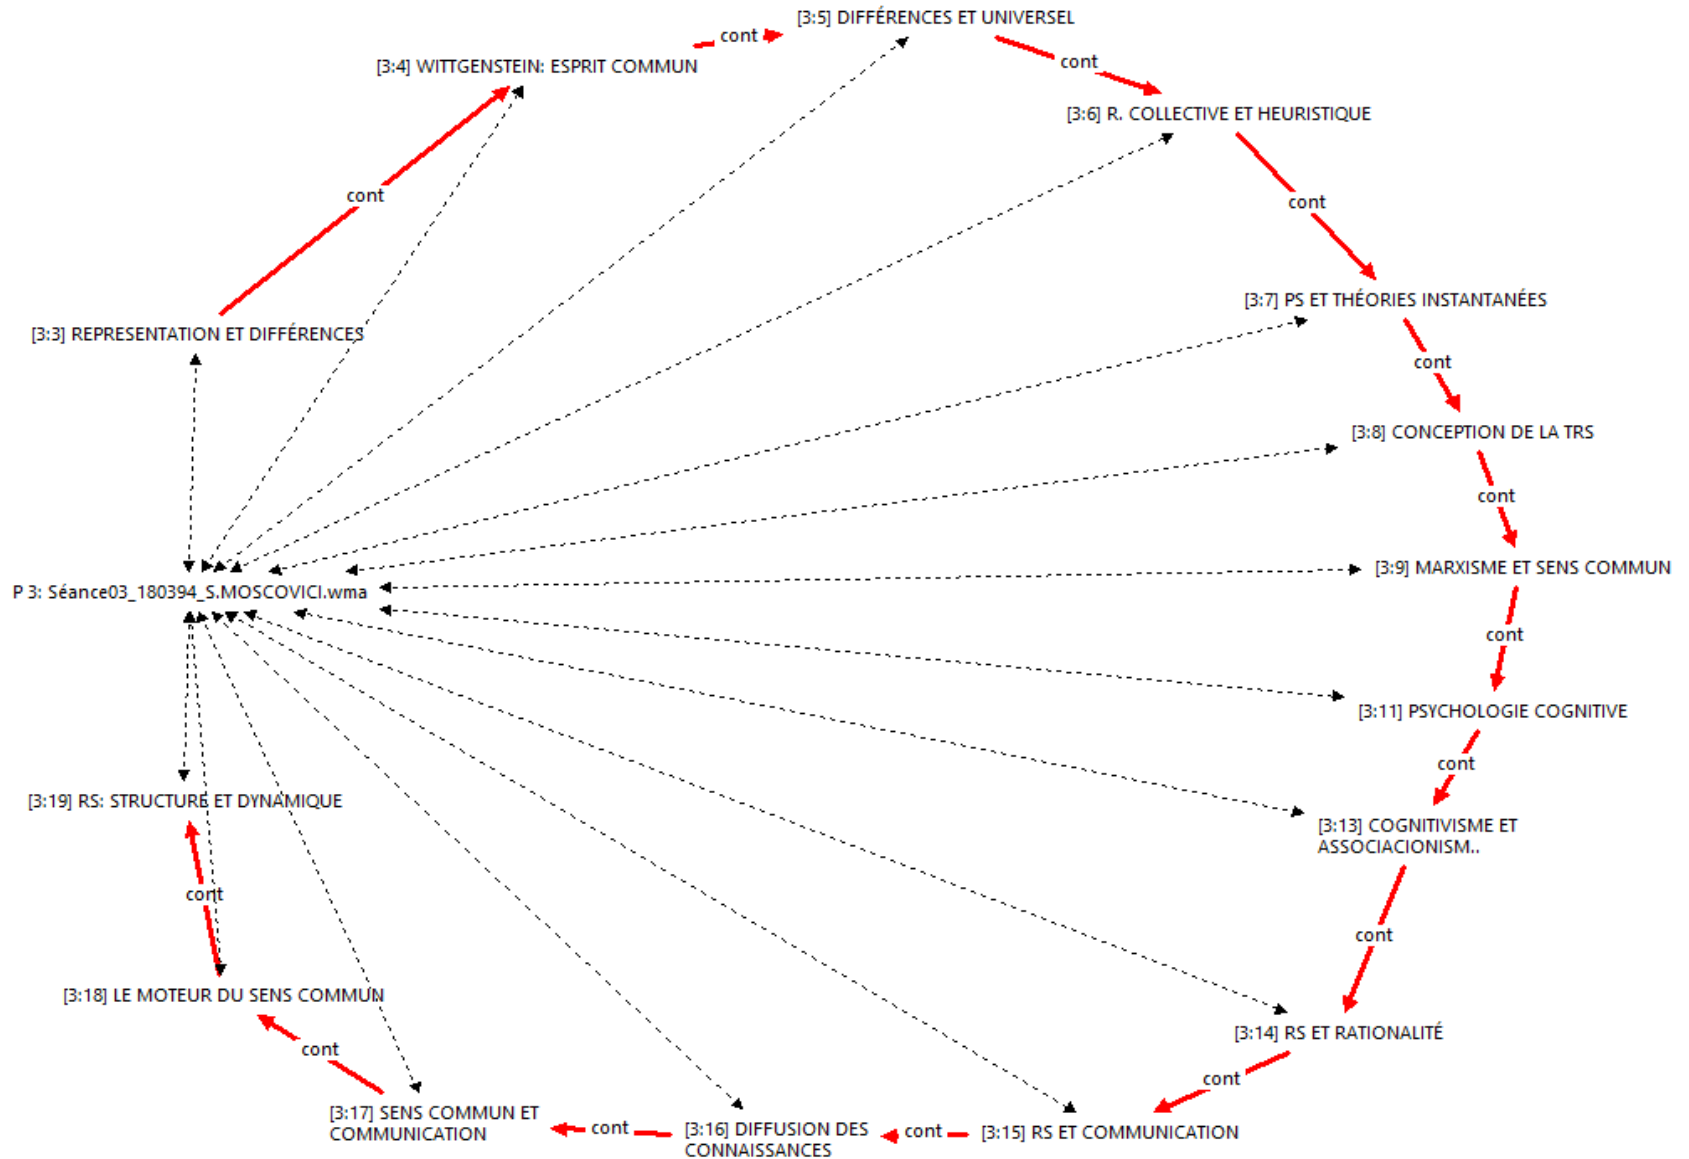 [3:5] DIFFÉRENCES ET UNIVERSEL
cont
[3:4] WITTGENSTEIN: ESPRIT COMMUN
cont
[3:6] R. COLLECTIVE ET HEURISTIQUE
cont
cont
[3:7] PS ET THÉORIES INSTANTANÉES
[3:3] REPRESENTATION ET DIFFÉRENCES
cont
[3:8] CONCEPTION DE LA TRS
cont
[3:9] MARXISME ET SENS COMMUN
P 3: Séance03_180394_S.MOSCOVICI.wma
cont
[3:11] PSYCHOLOGIE COGNITIVE
cont
[3:19] RS: STRUCTURE ET DYNAMIQUE
[3:13] COGNITIVISME ET
ASSOCIACIONISM..
cont
cont
[3:18] LE MOTEUR DU SENS COMMUN
[3:14] RS ET RATIONALITÉ
cont
cont
[3:17] SENS COMMUN ET
COMMUNICATION
cont
[3:16] DIFFUSION DES
CONNAISSANCES
cont
[3:15] RS ET COMMUNICATION